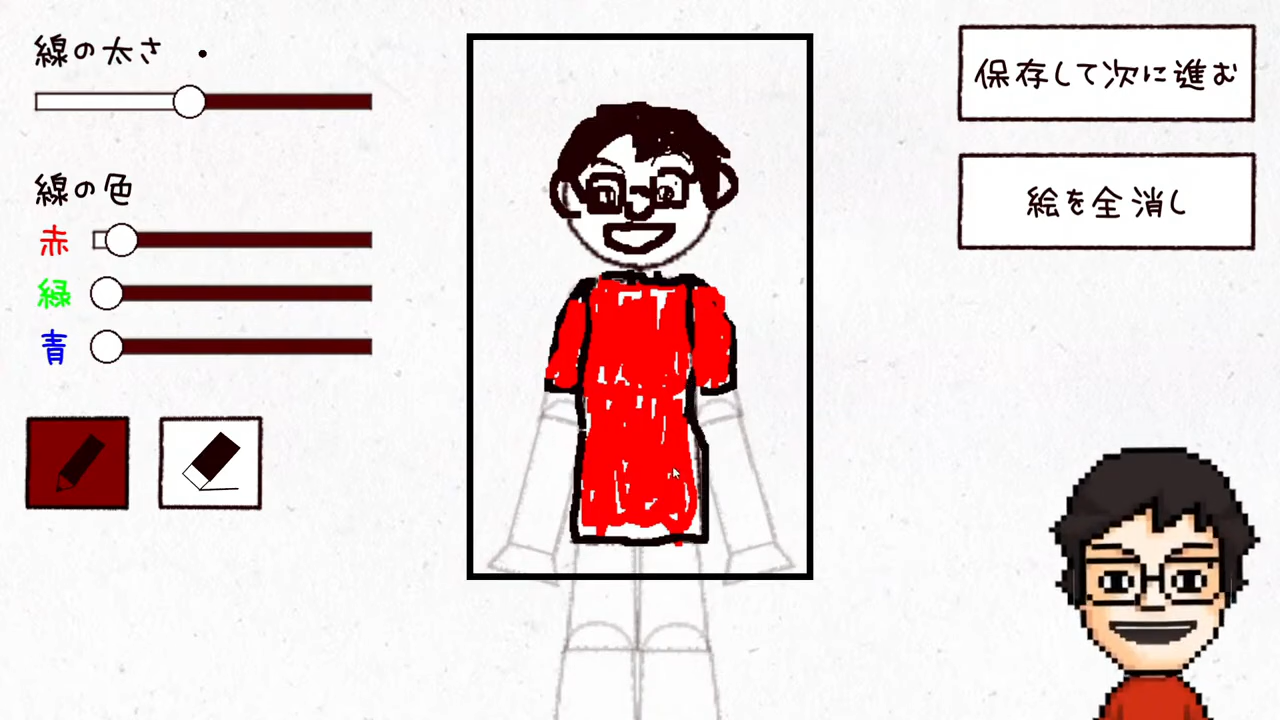 線の太さ
線の色
赤
緑
青
保存して次に進む
絵を全消し